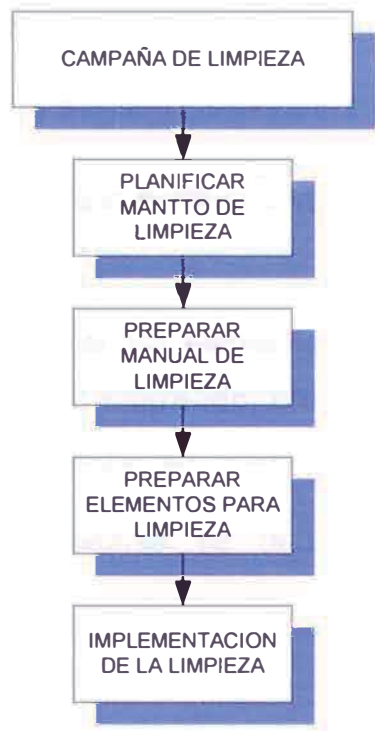 CAMPAÑA DE LIMPIEZA
PLANIFICAR
MANTTO DE
LIMPIEZA
PREPARAR
MANUAL DE
LIMPIEZA
PREPARAR
ELEMENTOS PARA
LIMPIEZA
IMPLEMENTACION
DE LA LIMPIEZA